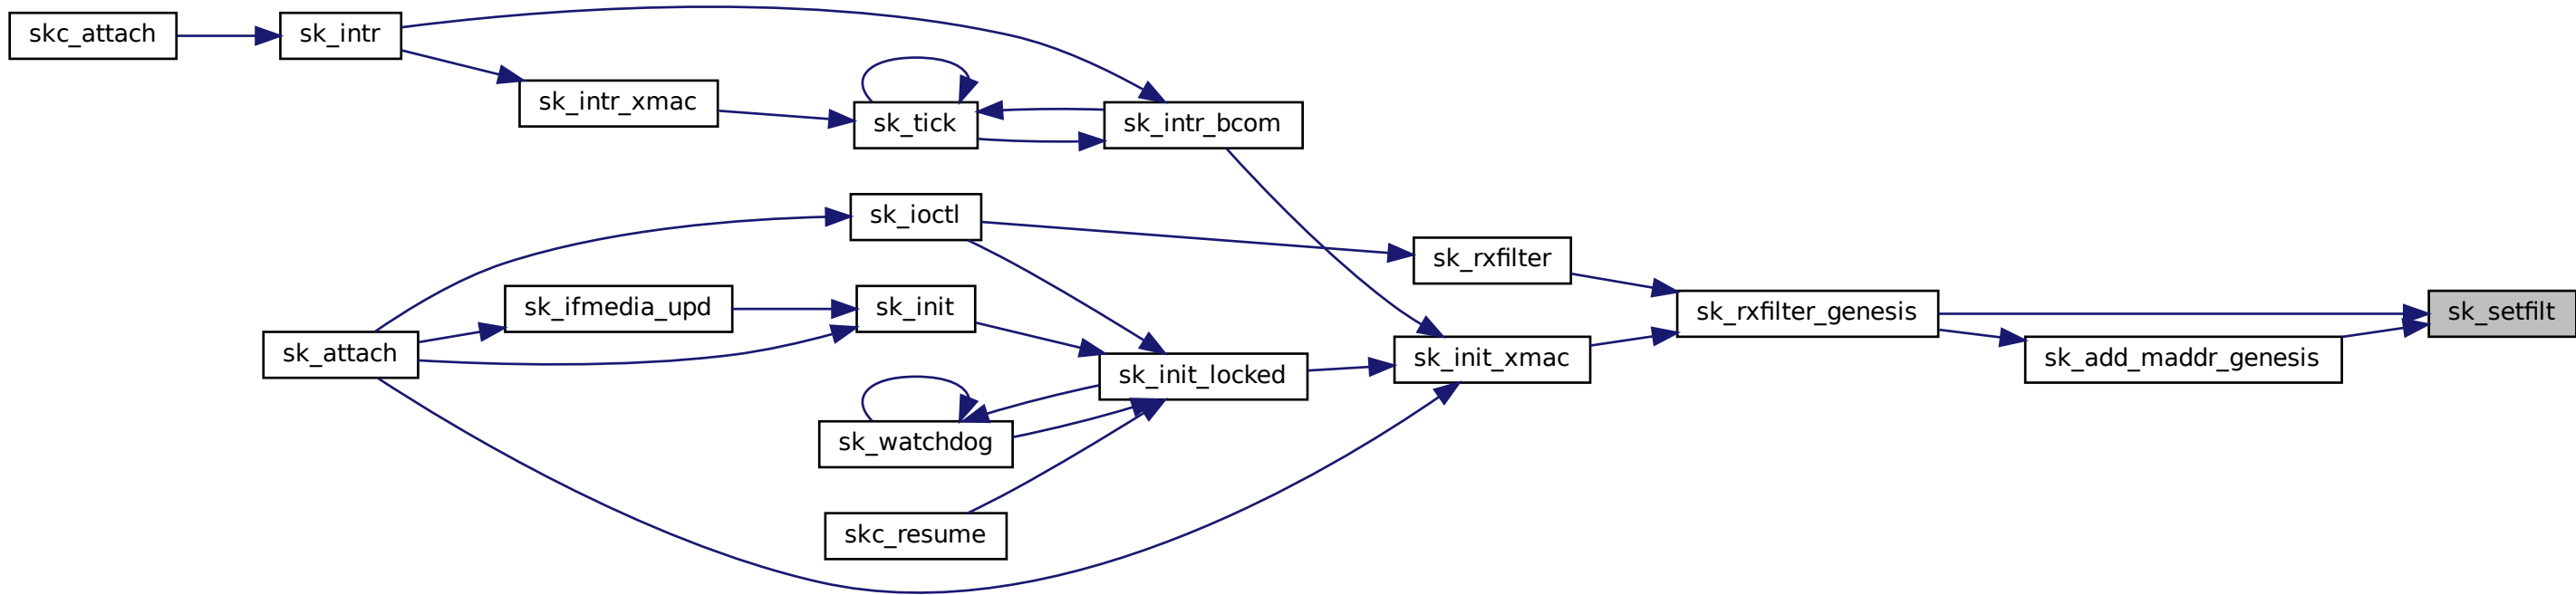 skc_attach
sk_intr
sk_intr_xmac
sk_tick
sk_intr_bcom
sk_ioctl
sk_rxfilter
sk_ifmedia_upd
sk_init
sk_rxfilter_genesis
sk_setfilt
sk_attach
sk_init_locked
sk_init_xmac
sk_add_maddr_genesis
sk_watchdog
skc_resume